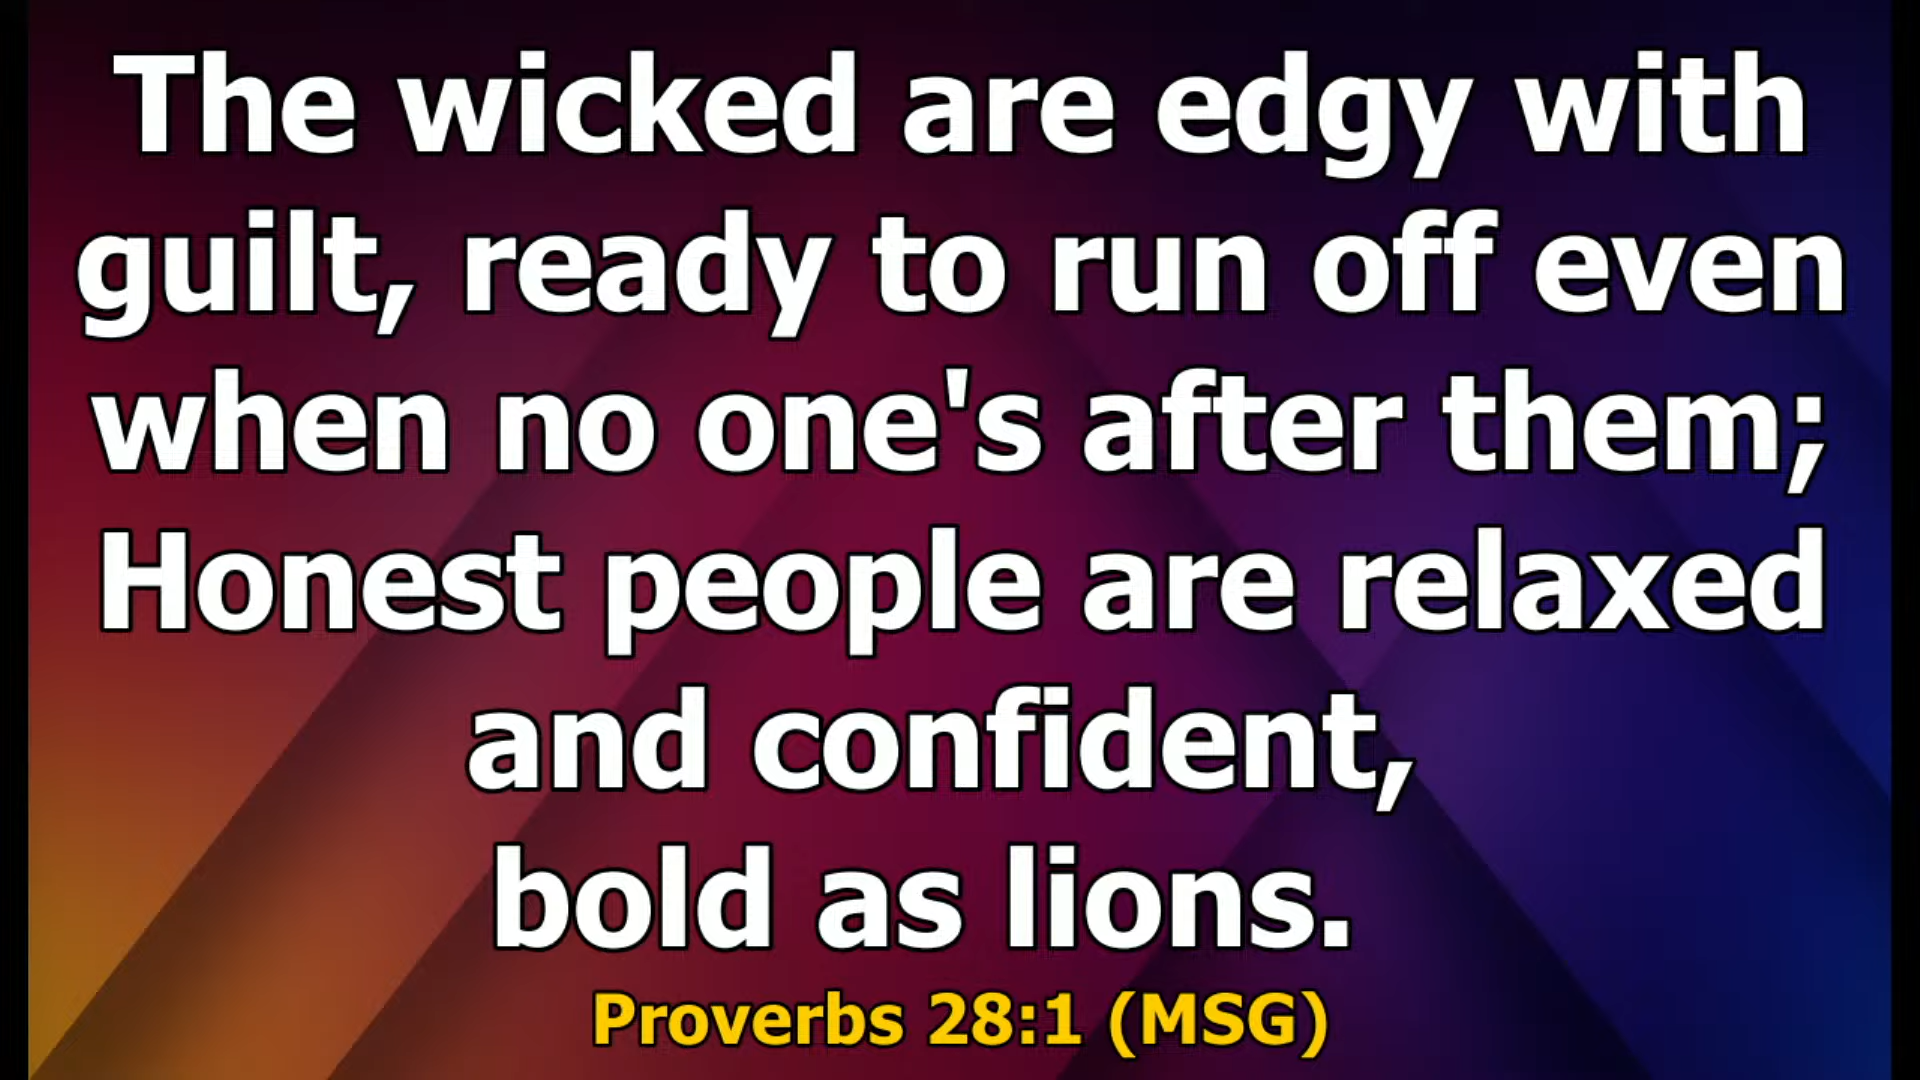 The wicked are edgy with
guilt, ready to run off even
when no one's after them;
Honest people are relaxed
and confident,
bold as lions.
Proverbs 28:1 (MSG)